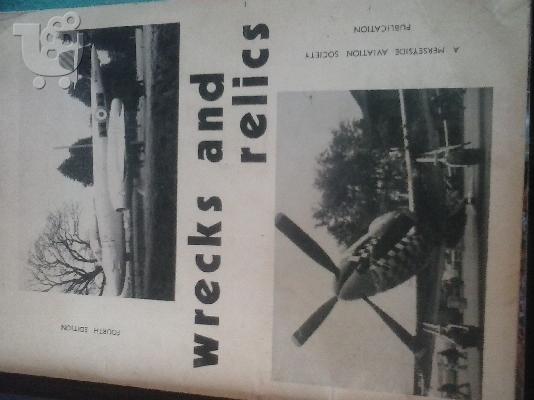 wrecks and
relics
FOURTH EDITION
A MERSEYSIDE AVIATION SOCIETY
PUBLICATION